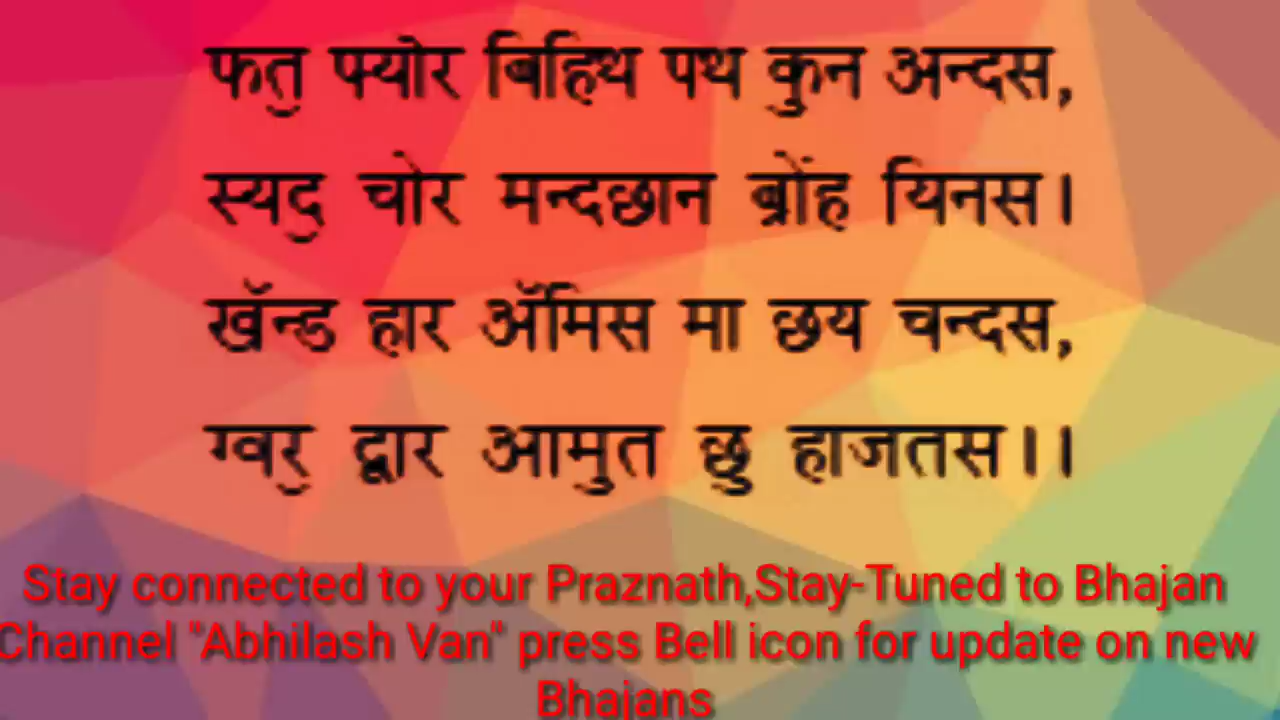 फतु फ्योर बिहिथ पथ कुन अन्दस,
स्यदु चोर मन्दछान ब्रोंह यिनस।
खॅन्ड हार ॲमिस मा छय चन्दस,
ग्वरु द्वार आमुत छु हाजतस।।
Stay connected to your Praznath,Stay-Tuned to Bhajan
Channel "Abhilash Van" press Bell icon for update on new
Bhajans